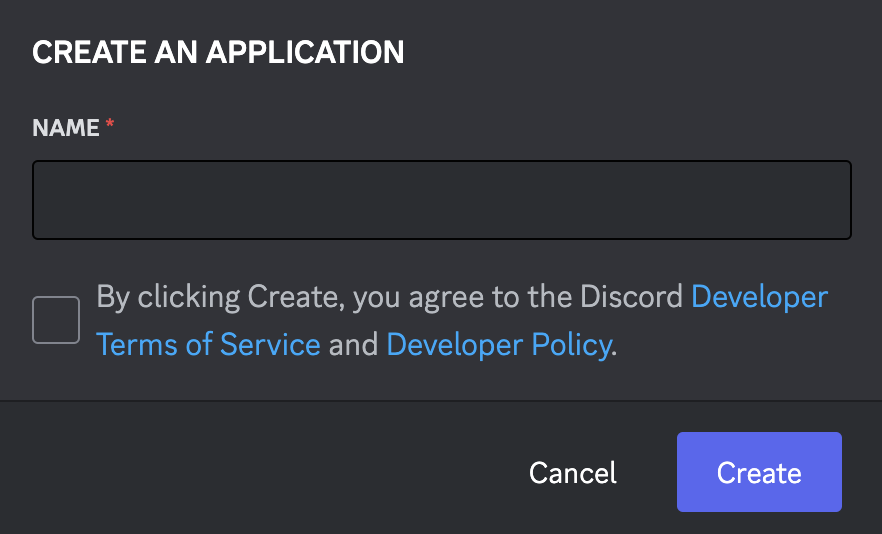 CREATE AN APPLICATION
NAME *
By clicking Create, you agree to the Discord Developer
Terms of Service and Developer Policy.
Cancel
Create